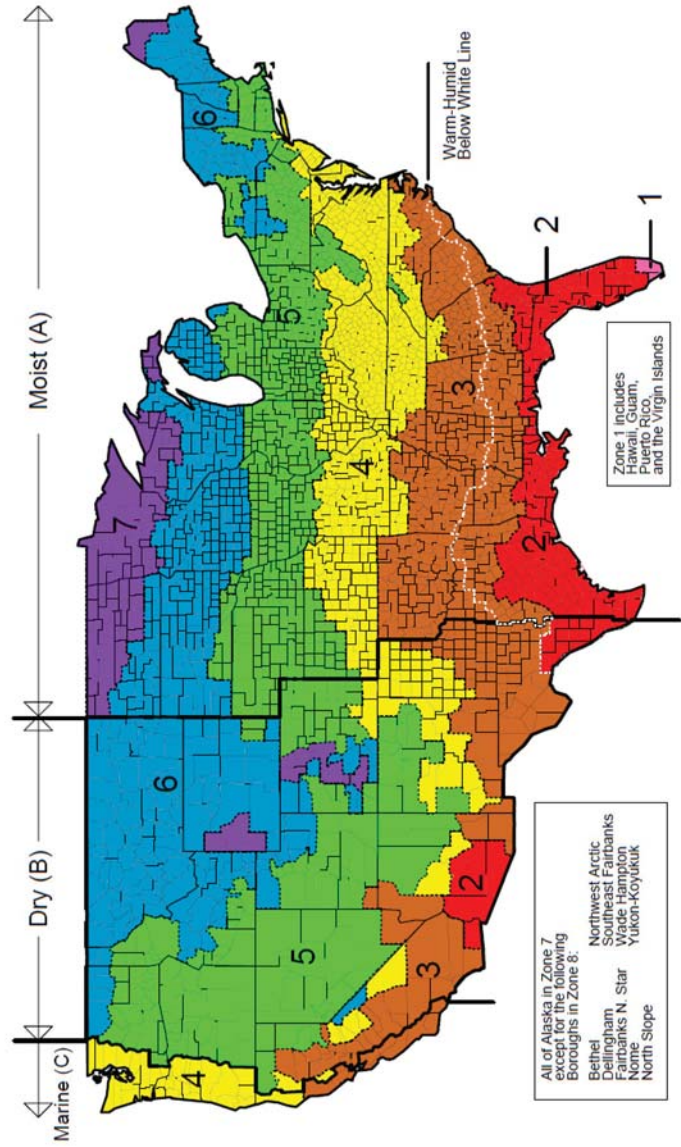 Marine (C)
Dry (B)
Moist (A)
7
6
6
5
5
4
4
3
3
2
2
2
1
Warm-Humid
Below White Line
Zone 1 includes
Hawaii, Guam,
Puerto Rico,
and the Virgin Islands
All of Alaska in Zone 7
except for the following
Boroughs in Zone 8:
Bethel
Dellingham
Fairbanks N. Star
Nome
North Slope
Northwest Arctic
Southeast Fairbanks
Wade Hampton
Yukon-Koyukuk